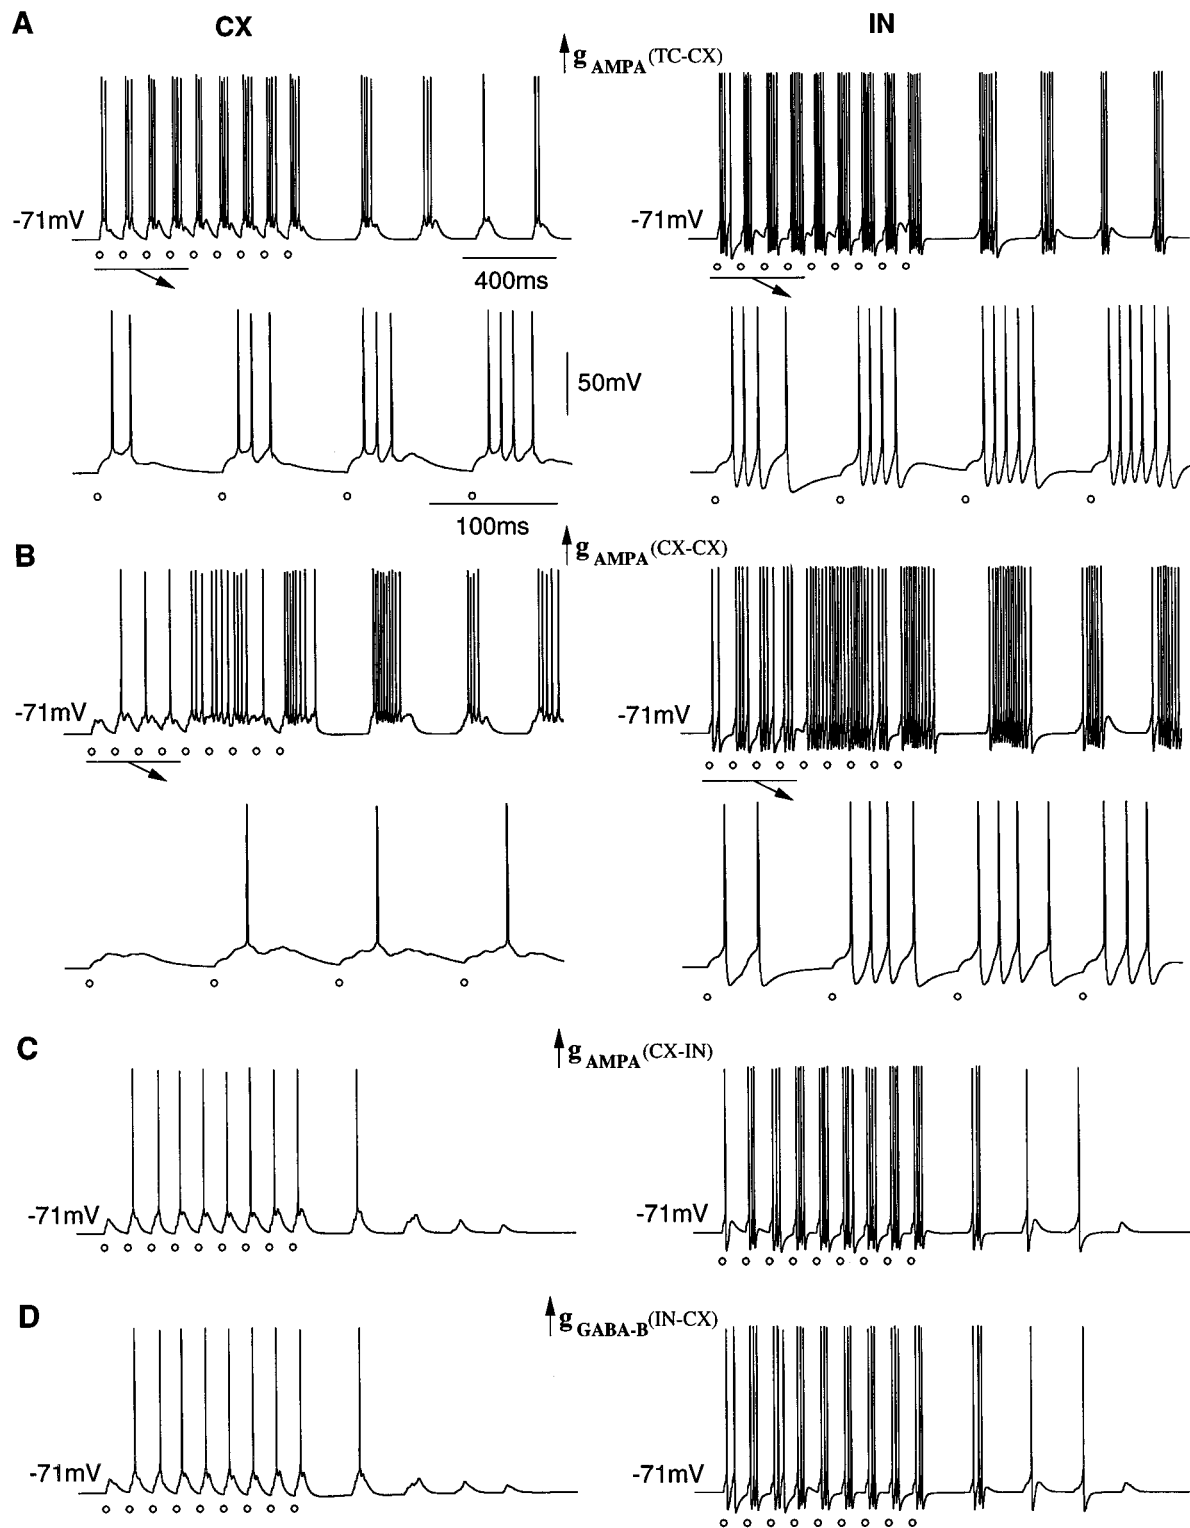 A
CX
IN
g AMPA (TC-CX)
-71mV
-71mV
400ms
50mV
100ms
B
g AMPA (CX-CX)
-71mV
-71mV
C
g AMPA (CX-IN)
-71mV
-71mV
D
g GABA-B (IN-CX)
-71mV
-71mV